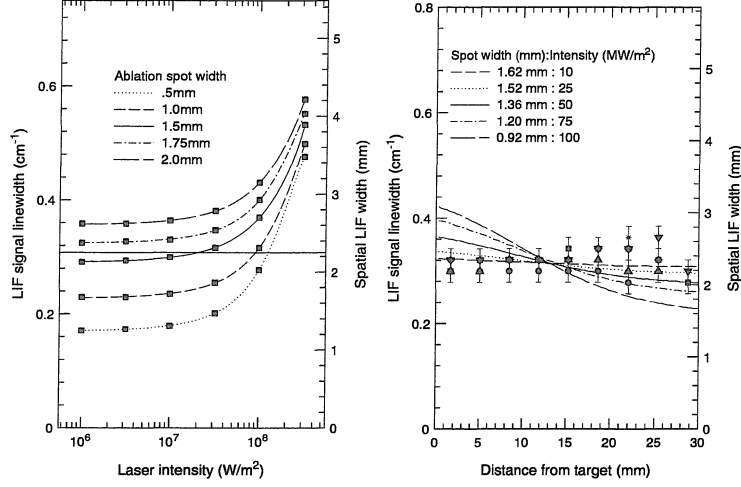 0.6
0.4
0.2
0
LIF signal linewidth (cm⁻¹)
Ablation spot width
.5mm
1.0mm
1.5mm
1.75mm
2.0mm
5
4
3
2
1
0
Spatial LIF width (mm)
10⁶ 10⁷ 10⁸
Laser intensity (W/m²)
0.8
0.6
0.4
0.2
0
LIF signal linewidth (cm⁻¹)
Spot width (mm):Intensity (MW/m²)
1.62 mm : 10
1.52 mm : 25
1.36 mm : 50
1.20 mm : 75
0.92 mm : 100
5
4
3
2
1
0
Spatial LIF width (mm)
0 5 10 15 20 25 30
Distance from target (mm)